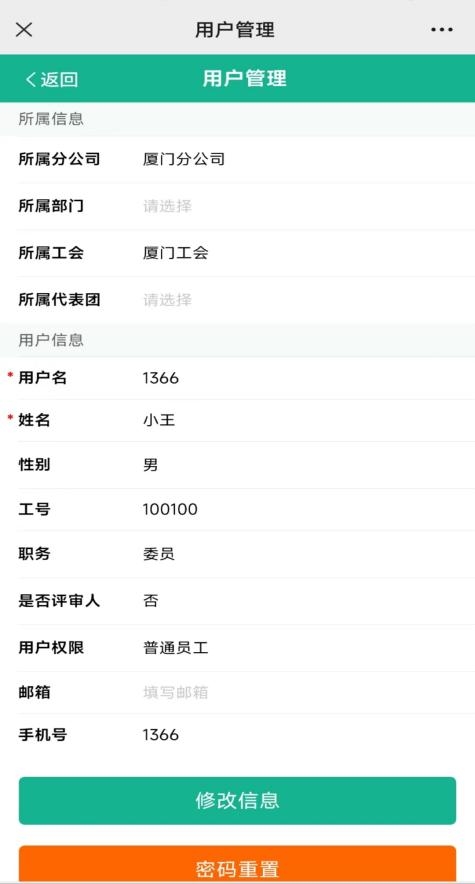 用户管理
返回 用户管理
所属信息
所属分公司 厦门分公司
所属部门 请选择
所属工会 厦门工会
所属代表团 请选择
用户信息
* 用户名 1366
* 姓名 小王
性别 男
工号 100100
职务 委员
是否评审人 否
用户权限 普通员工
邮箱 填写邮箱
手机号 1366
修改信息
密码重置